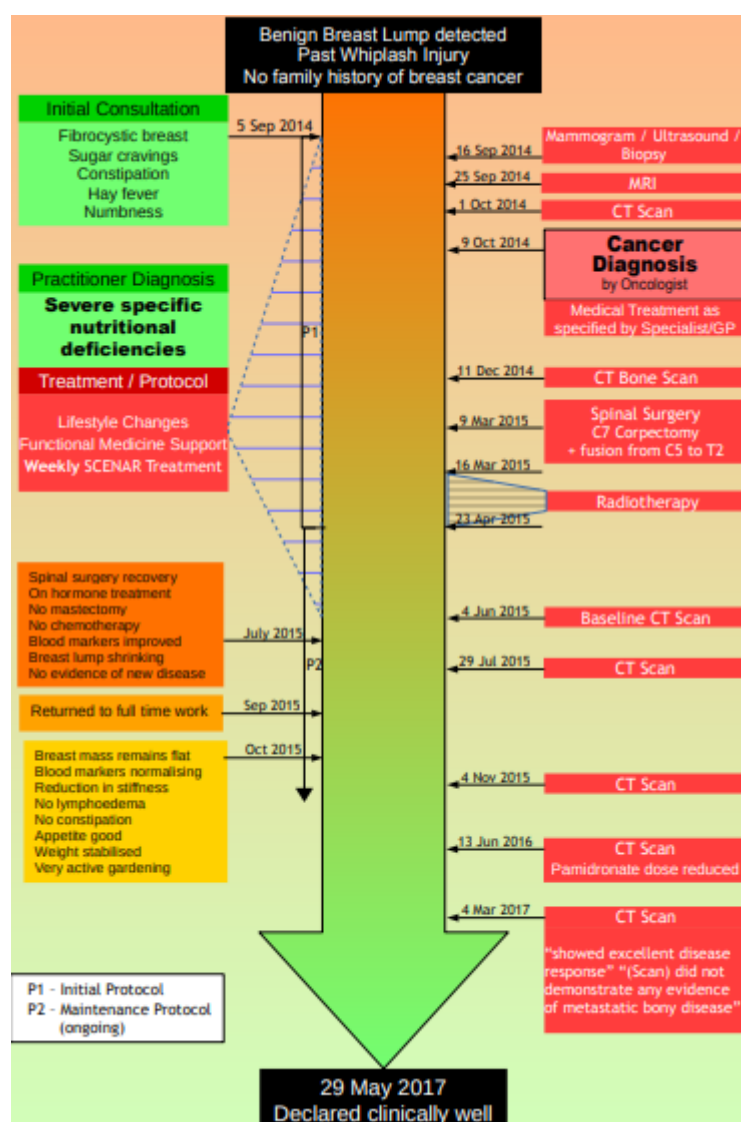 Benign Breast Lump detected
Past Whiplash Injury
No family history of breast cancer
Initial Consultation
Fibrocystic breast
Sugar cravings
Constipation
Hay fever
Numbness
5 Sep 2014
Mammogram / Ultrasound /
Biopsy
16 Sep 2014
MRI
25 Sep 2014
CT Scan
1 Oct 2014
Cancer
Diagnosis
by Oncologist
9 Oct 2014
Medical Treatment as
specified by Specialist/GP
Practitioner Diagnosis
Severe specific
nutritional
deficiencies
Treatment / Protocol
Lifestyle Changes
Functional Medicine Support
Weekly SCENAR Treatment
P1
11 Dec 2014
CT Bone Scan
9 Mar 2015
Spinal Surgery
C7 Corpectomy
+ fusion from C5 to T2
16 Mar 2015
Radiotherapy
23 Apr 2015
Spinal surgery recovery
On hormone treatment
No mastectomy
No chemotherapy
Blood markers improved
Breast lump shrinking
No evidence of new disease
July 2015
P2
4 Jun 2015
Baseline CT Scan
29 Jul 2015
CT Scan
Returned to full time work
Sep 2015
Oct 2015
Breast mass remains flat
Blood markers normalising
Reduction in stiffness
No lymphoedema
No constipation
Appetite good
Weight stabilised
Very active gardening
4 Nov 2015
CT Scan
13 Jun 2016
CT Scan
Pamidronate dose reduced
4 Mar 2017
CT Scan
"showed excellent disease
response" "(Scan) did not
demonstrate any evidence
of metastatic bony disease"
P1 - Initial Protocol
P2 - Maintenance Protocol
(ongoing)
29 May 2017
Declared clinically well